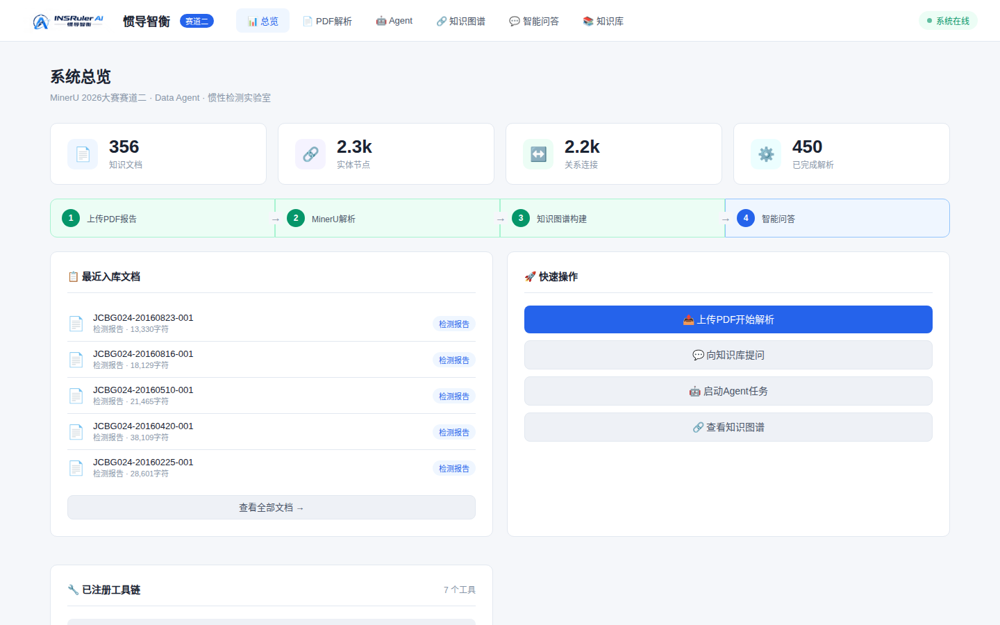 INSRuler AI
惯导智衡
惯导智衡 赛道二 总览 PDF解析 Agent 知识图谱 智能问答 知识库 系统在线
系统总览
MinerU 2026大赛赛道二 · Data Agent · 惯性检测实验室
356
知识文档
2.3k
实体节点
2.2k
关系连接
450
已完成解析
1 上传PDF报告 → 2 MinerU解析 → 3 知识图谱构建 → 4 智能问答
最近入库文档
JCBG024-20160823-001
检测报告 · 13,330字符
检测报告
JCBG024-20160816-001
检测报告 · 18,129字符
检测报告
JCBG024-20160510-001
检测报告 · 21,465字符
检测报告
JCBG024-20160420-001
检测报告 · 38,109字符
检测报告
JCBG024-20160225-001
检测报告 · 28,601字符
检测报告
查看全部文档 →
快速操作
上传PDF开始解析
向知识库提问
启动Agent任务
查看知识图谱
已注册工具链 7 个工具